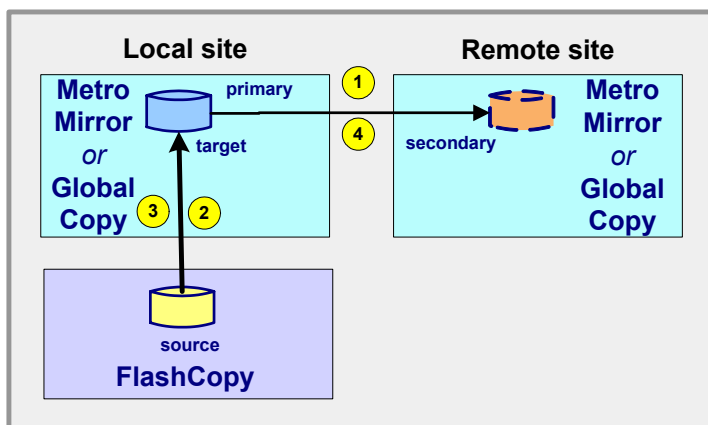 Local site
Remote site
Metro
Mirror
or
Global
Copy
primary
target
1
4
3
2
secondary
Metro
Mirror
or
Global
Copy
source
FlashCopy